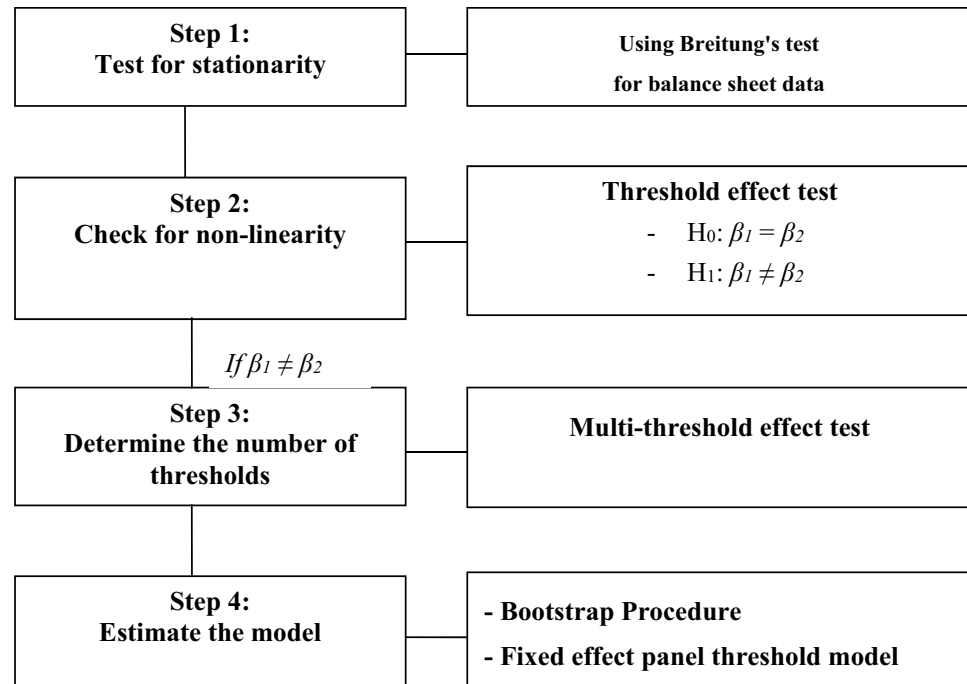 Step 1:
Test for stationarity
Using Breitung's test
for balance sheet data
Step 2:
Check for non-linearity
Threshold effect test
- H₀: β₁ = β₂
- H₁: β₁ ≠ β₂
If β₁ ≠ β₂
Step 3:
Determine the number of
thresholds
Multi-threshold effect test
Step 4:
Estimate the model
- Bootstrap Procedure
- Fixed effect panel threshold model